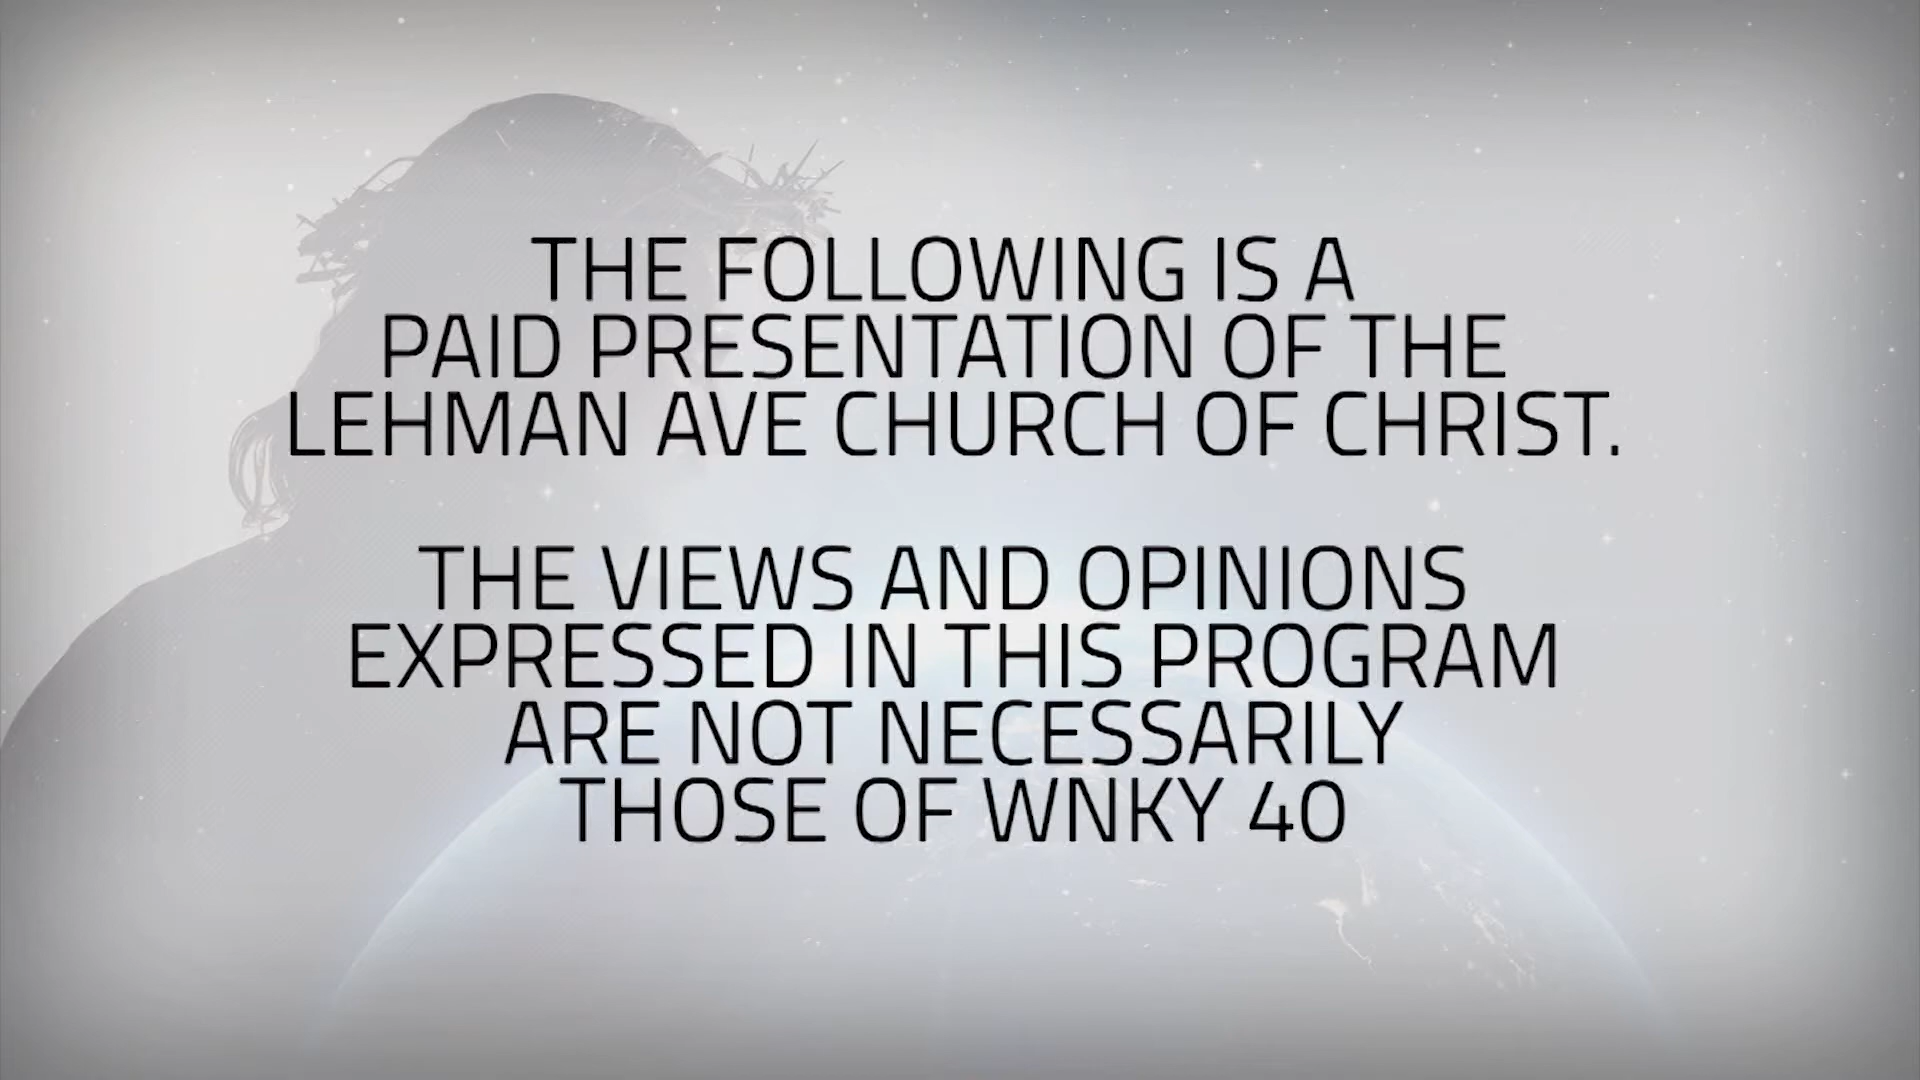 THE FOLLOWING IS A
PAID PRESENTATION OF THE
LEHMAN AVE CHURCH OF CHRIST.
THE VIEWS AND OPINIONS
EXPRESSED IN THIS PROGRAM
ARE NOT NECESSARILY
THOSE OF WNKY 40